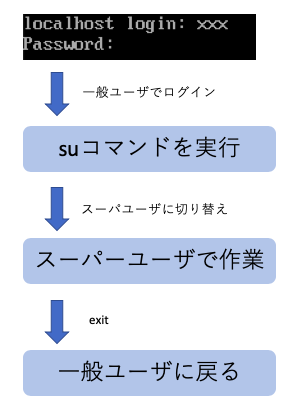 localhost login: xxx
Password:
一般ユーザでログイン
suコマンドを実行
スーパユーザに切り替え
スーパーユーザで作業
exit
一般ユーザに戻る